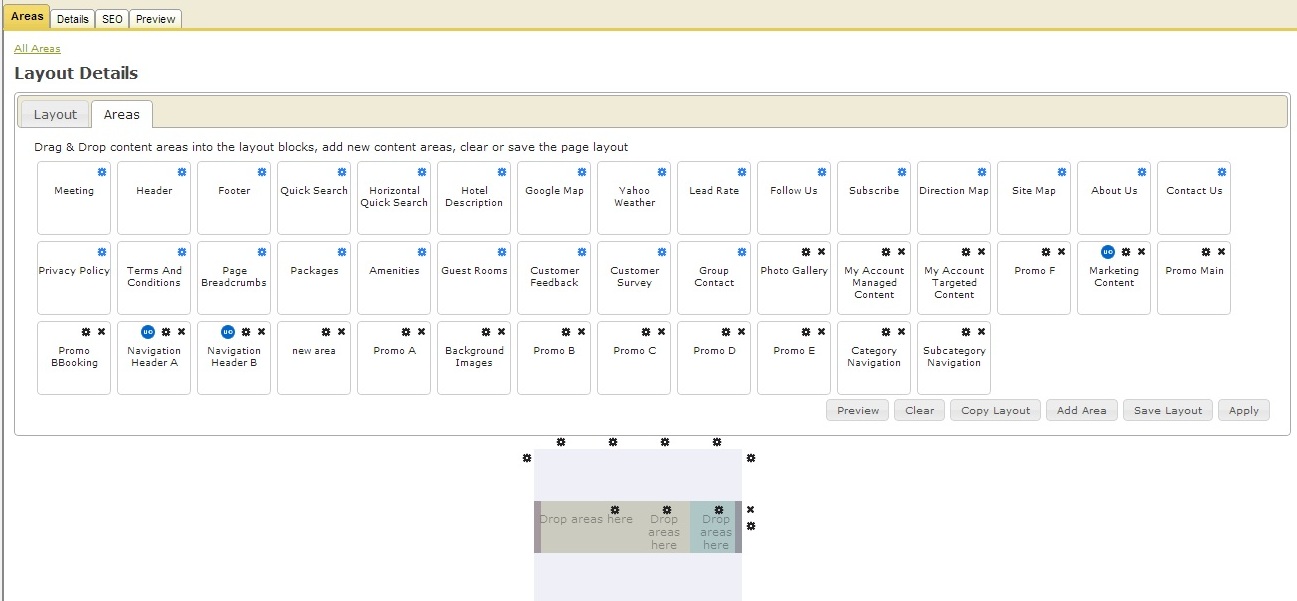 Areas Details SEO Preview
All Areas
Layout Details
Layout Areas
Drag & Drop content areas into the layout blocks, add new content areas, clear or save the page layout
Meeting
Header
Footer
Quick Search
Horizontal
Quick Search
Hotel
Description
Google Map
Yahoo
Weather
Lead Rate
Follow Us
Subscribe
Direction Map
Site Map
About Us
Contact Us
Privacy Policy
Terms And
Conditions
Page
Breadcrumbs
Packages
Amenities
Guest Rooms
Customer
Feedback
Customer
Survey
Group
Contact
Photo Gallery
My Account
Managed
Content
My Account
Targeted
Content
Promo F
UC
Marketing
Content
Promo Main
Promo
BBooking
UC
Navigation
Header A
UC
Navigation
Header B
new area
Promo A
Background
Images
Promo B
Promo C
Promo D
Promo E
Category
Navigation
Subcategory
Navigation
Preview Clear Copy Layout Add Area Save Layout Apply
Drop areas here
Drop
areas
here
Drop
areas
here